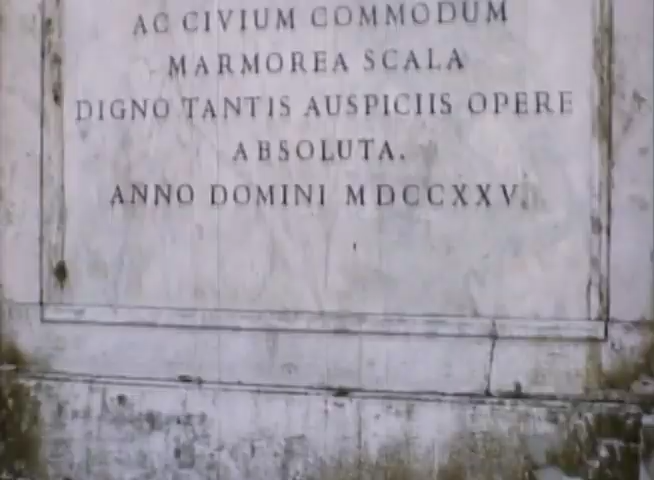 AC CIVIUM COMMODUM
MARMOREA SCALA
DIGNO TANTIS AUSPICIIS OPERE
ABSOLUTA.
ANNO DOMINI MDCCXXV.